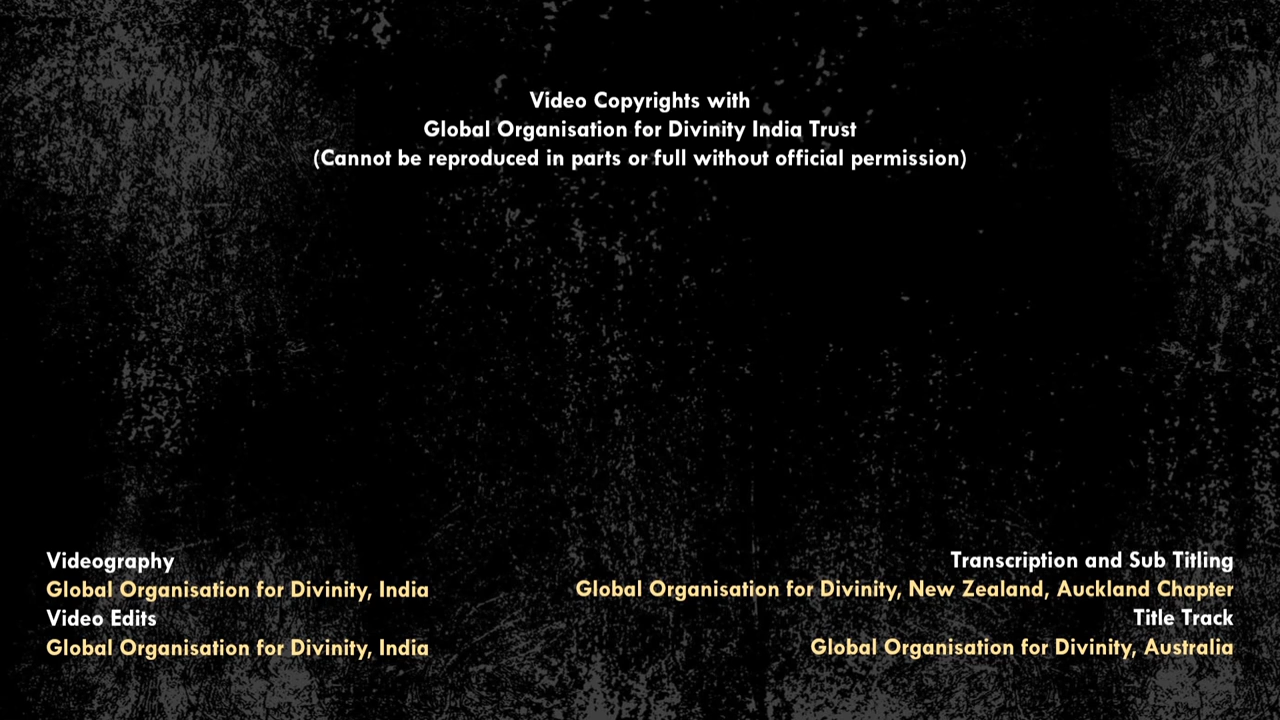 Video Copyrights with
Global Organisation for Divinity India Trust
(Cannot be reproduced in parts or full without official permission)
Videography
Global Organisation for Divinity, India
Video Edits
Global Organisation for Divinity, India
Transcription and Sub Titling
Global Organisation for Divinity, New Zealand, Auckland Chapter
Title Track
Global Organisation for Divinity, Australia